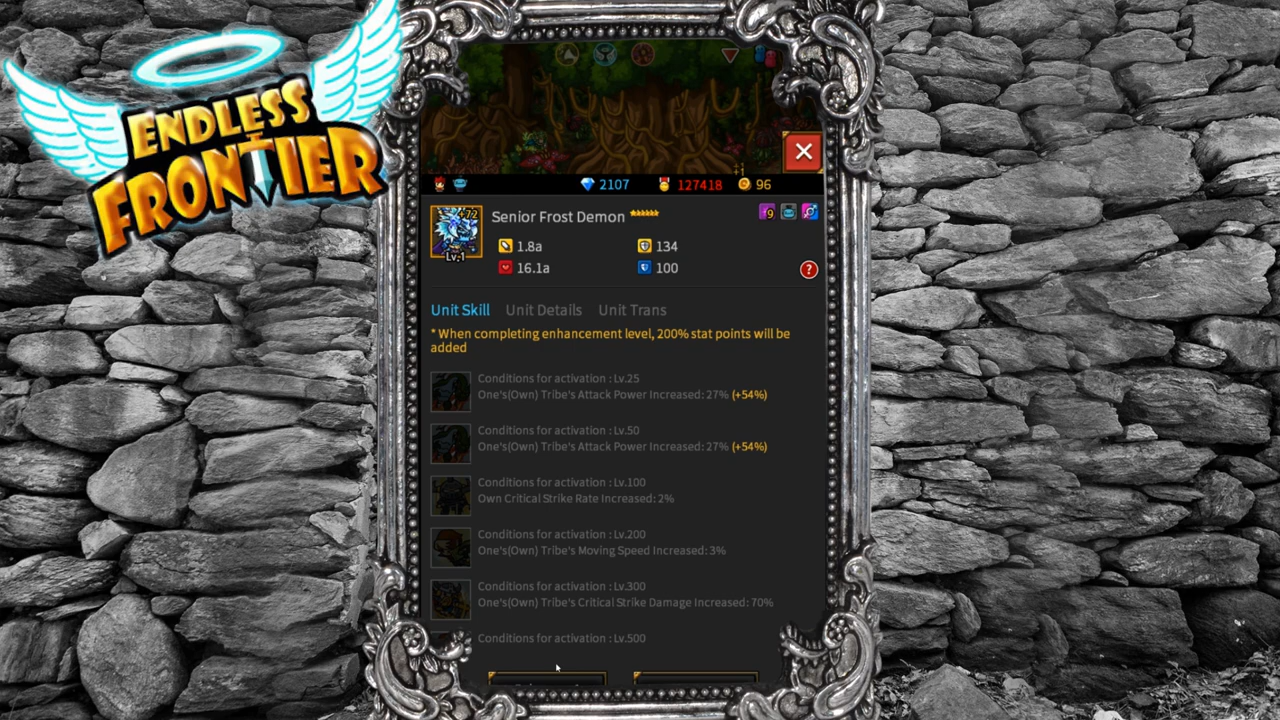 ENDLESS
FRONTIER
2107
127418
96
+72
Lv.1
Senior Frost Demon
+9
1.8a
134
16.1a
100
?
Unit Skill
Unit Details
Unit Trans
* When completing enhancement level, 200% stat points will be
added
Conditions for activation : Lv.25
One's(Own) Tribe's Attack Power Increased: 27% (+54%)
Conditions for activation : Lv.50
One's(Own) Tribe's Attack Power Increased: 27% (+54%)
Conditions for activation : Lv.100
Own Critical Strike Rate Increased: 2%
Conditions for activation : Lv.200
One's(Own) Tribe's Moving Speed Increased: 3%
Conditions for activation : Lv.300
One's(Own) Tribe's Critical Strike Damage Increased: 70%
Conditions for activation : Lv.500